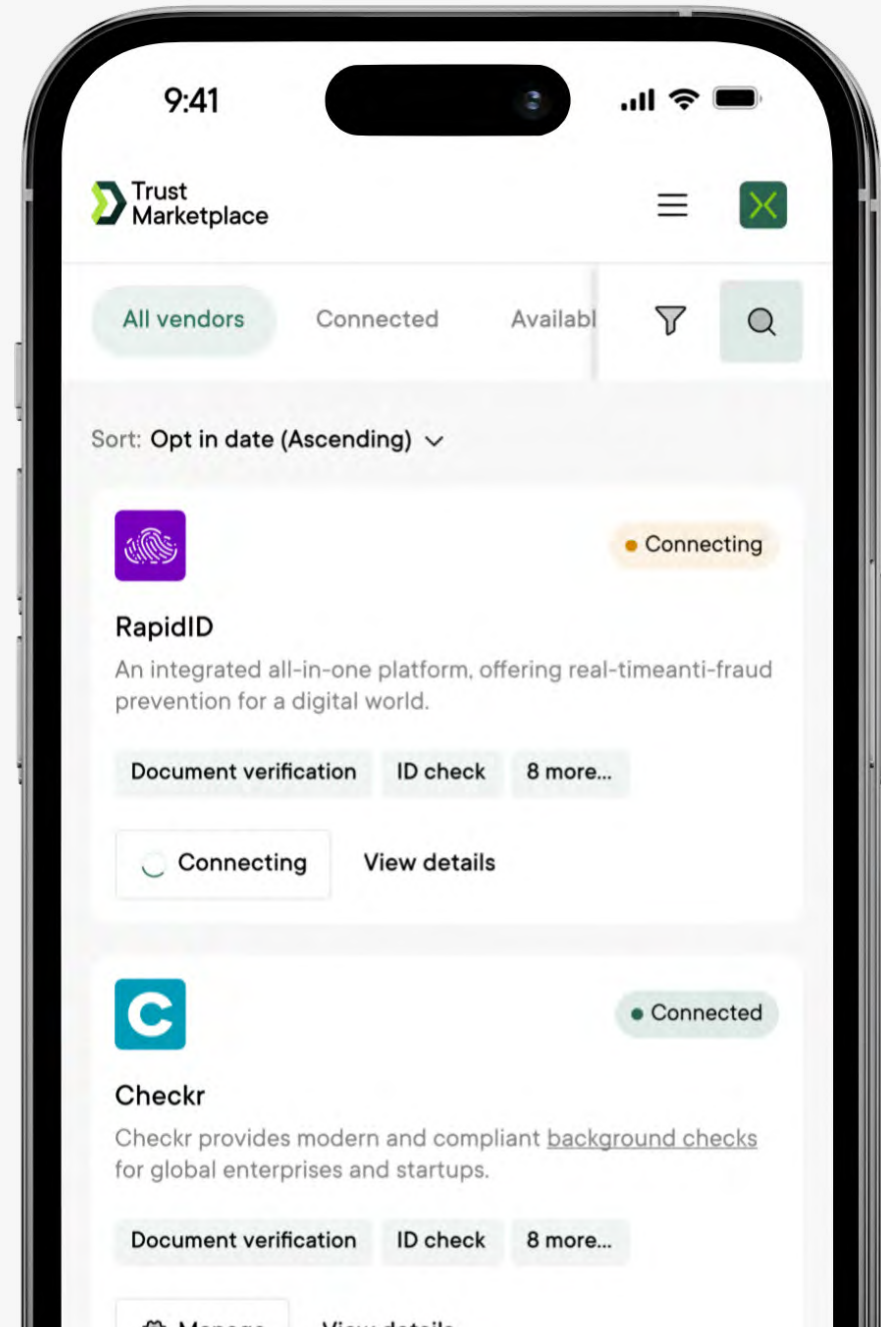 9:41
Trust
Marketplace
All vendors
Connected
Availabl
Sort: Opt in date (Ascending)
Connecting
RapidID
An integrated all-in-one platform, offering real-timeanti-fraud
prevention for a digital world.
Document verification
ID check
8 more...
Connecting
View details
C
Connected
Checkr
Checkr provides modern and compliant background checks
for global enterprises and startups.
Document verification
ID check
8 more...
Manage
View details